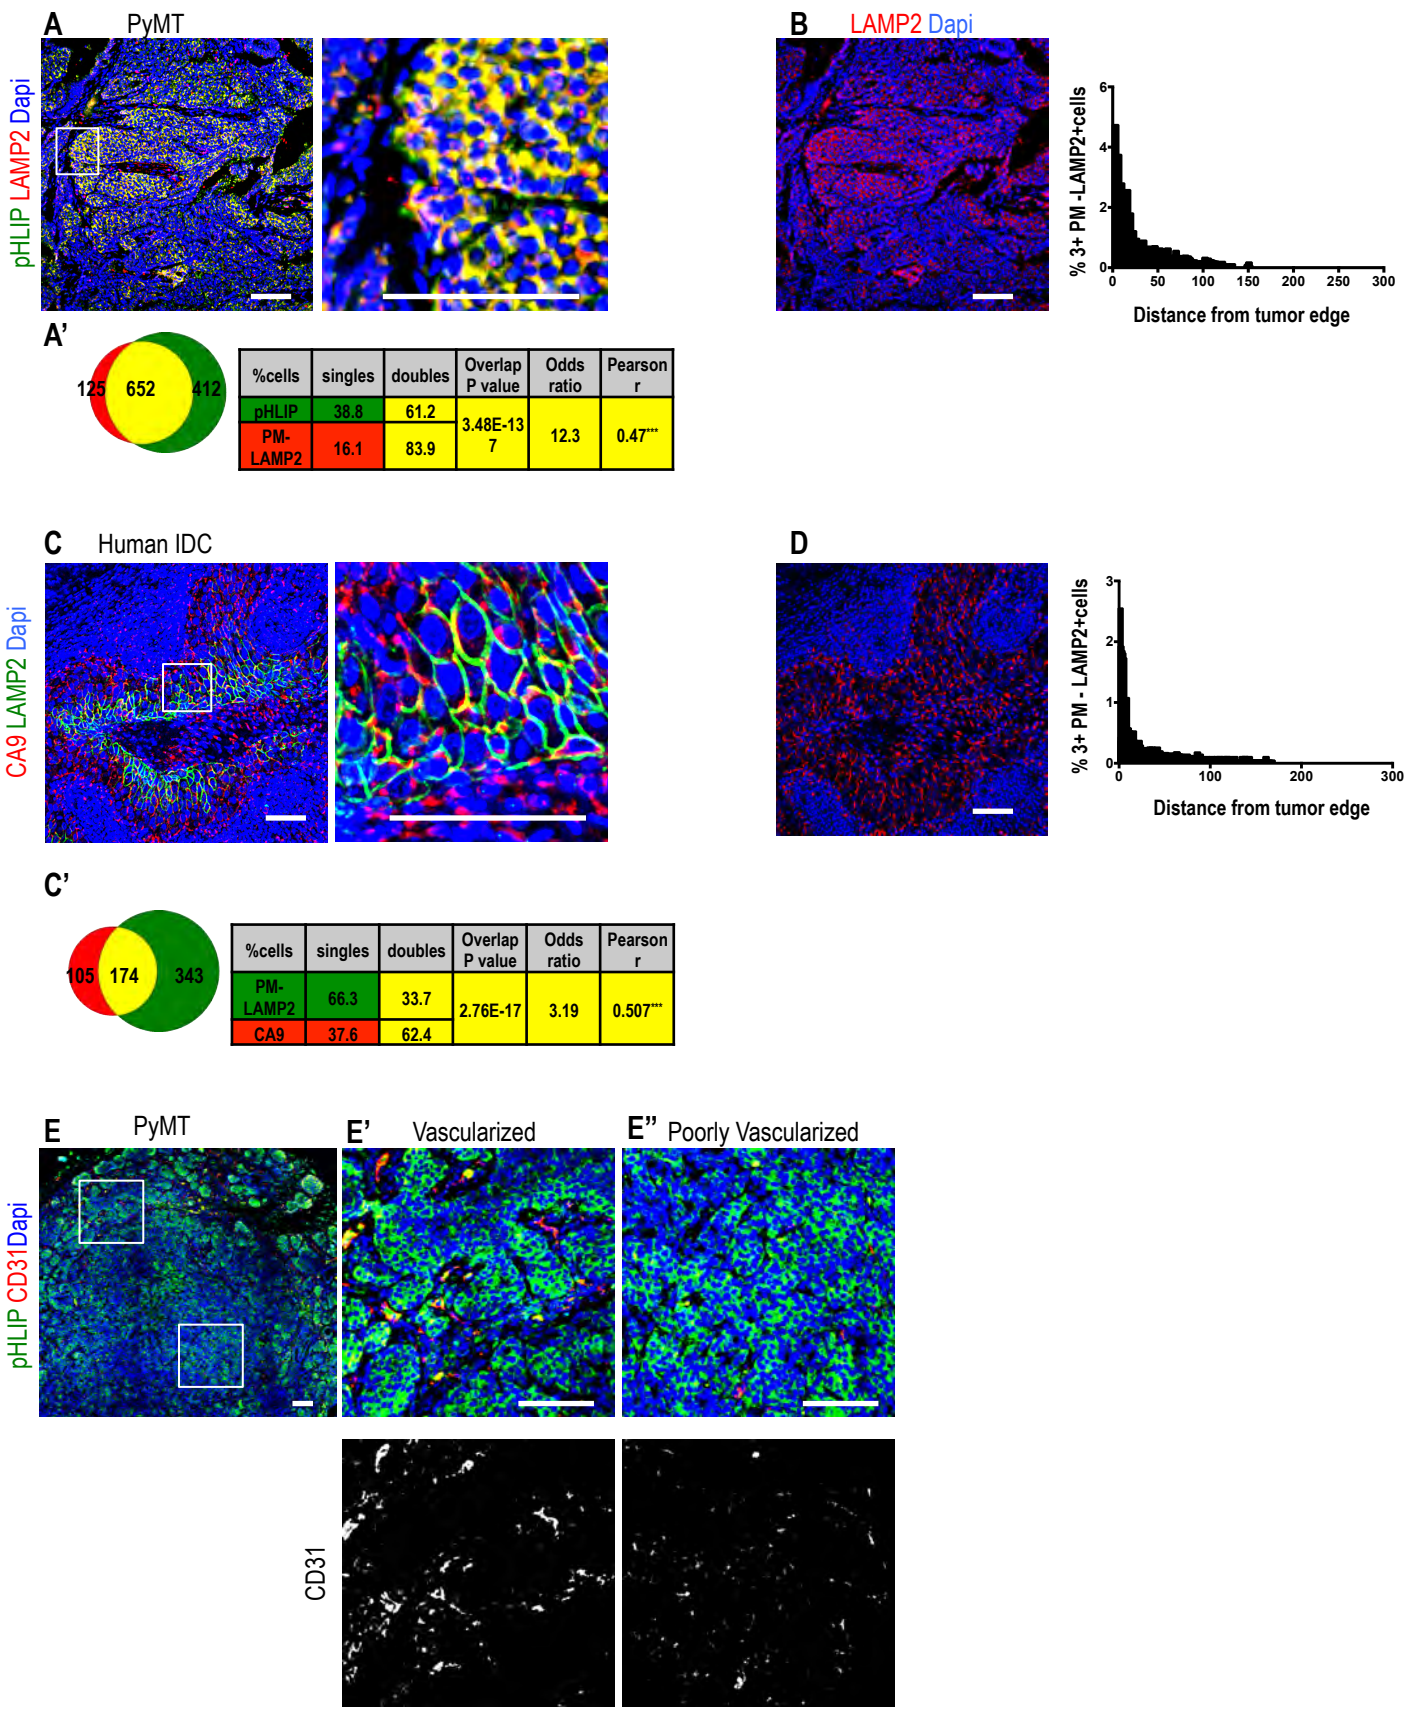 A PyMT
pHLIP LAMP2 Dapi
B LAMP2 Dapi
% 3+ PM -LAMP2+cells
6
4
2
0
0 50 100 150 200 250 300
Distance from tumor edge
A’
125 652 412
%cells singles doubles Overlap P value Odds ratio Pearson r
pHLIP 38.8 61.2 3.48E-13 7 12.3 0.47***
PM-LAMP2 16.1 83.9
C Human IDC
CA9 LAMP2 Dapi
D
% 3+ PM - LAMP2+cells
3
2
1
0
0 100 200 300
Distance from tumor edge
C’
105 174 343
%cells singles doubles Overlap P value Odds ratio Pearson r
PM-LAMP2 66.3 33.7 2.76E-17 3.19 0.507***
CA9 37.6 62.4
E PyMT
E’ Vascularized
E” Poorly Vascularized
pHLIP CD31Dapi
CD31